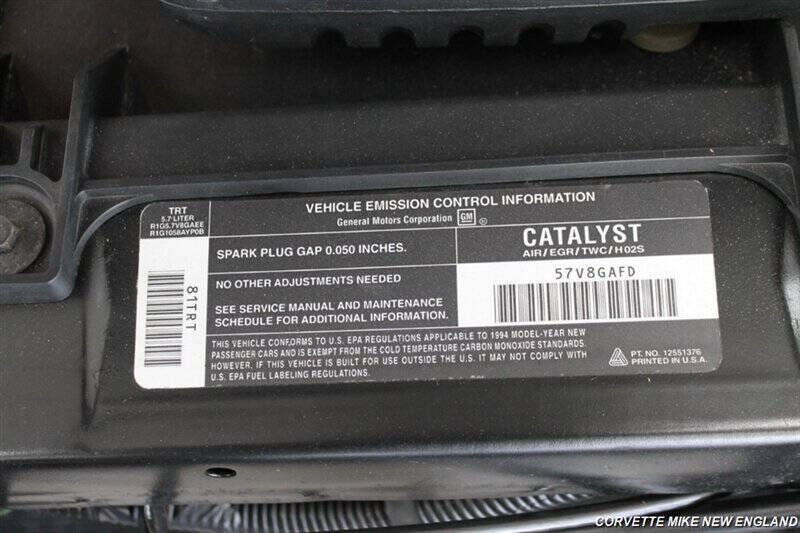 TRT
5.7 LITER
R1G5.7V8GAEE
R1G1058AYP0B
81TRT
VEHICLE EMISSION CONTROL INFORMATION
General Motors Corporation GM ®
SPARK PLUG GAP 0.050 INCHES.
NO OTHER ADJUSTMENTS NEEDED
SEE SERVICE MANUAL AND MAINTENANCE
SCHEDULE FOR ADDITIONAL INFORMATION.
CATALYST
AIR/EGR/TWC/HO2S
57V8GAFD
THIS VEHICLE CONFORMS TO U.S. EPA REGULATIONS APPLICABLE TO 1994 MODEL-YEAR NEW
PASSENGER CARS AND IS EXEMPT FROM THE COLD TEMPERATURE CARBON MONOXIDE STANDARDS.
HOWEVER, IF THIS VEHICLE IS BUILT FOR USE OUTSIDE OF THE U.S. IT MAY NOT COMPLY WITH
U.S. EPA FUEL LABELING REGULATIONS.
PT. NO. 12551376
PRINTED IN U.S.A.
CORVETTE MIKE NEW ENGLAND